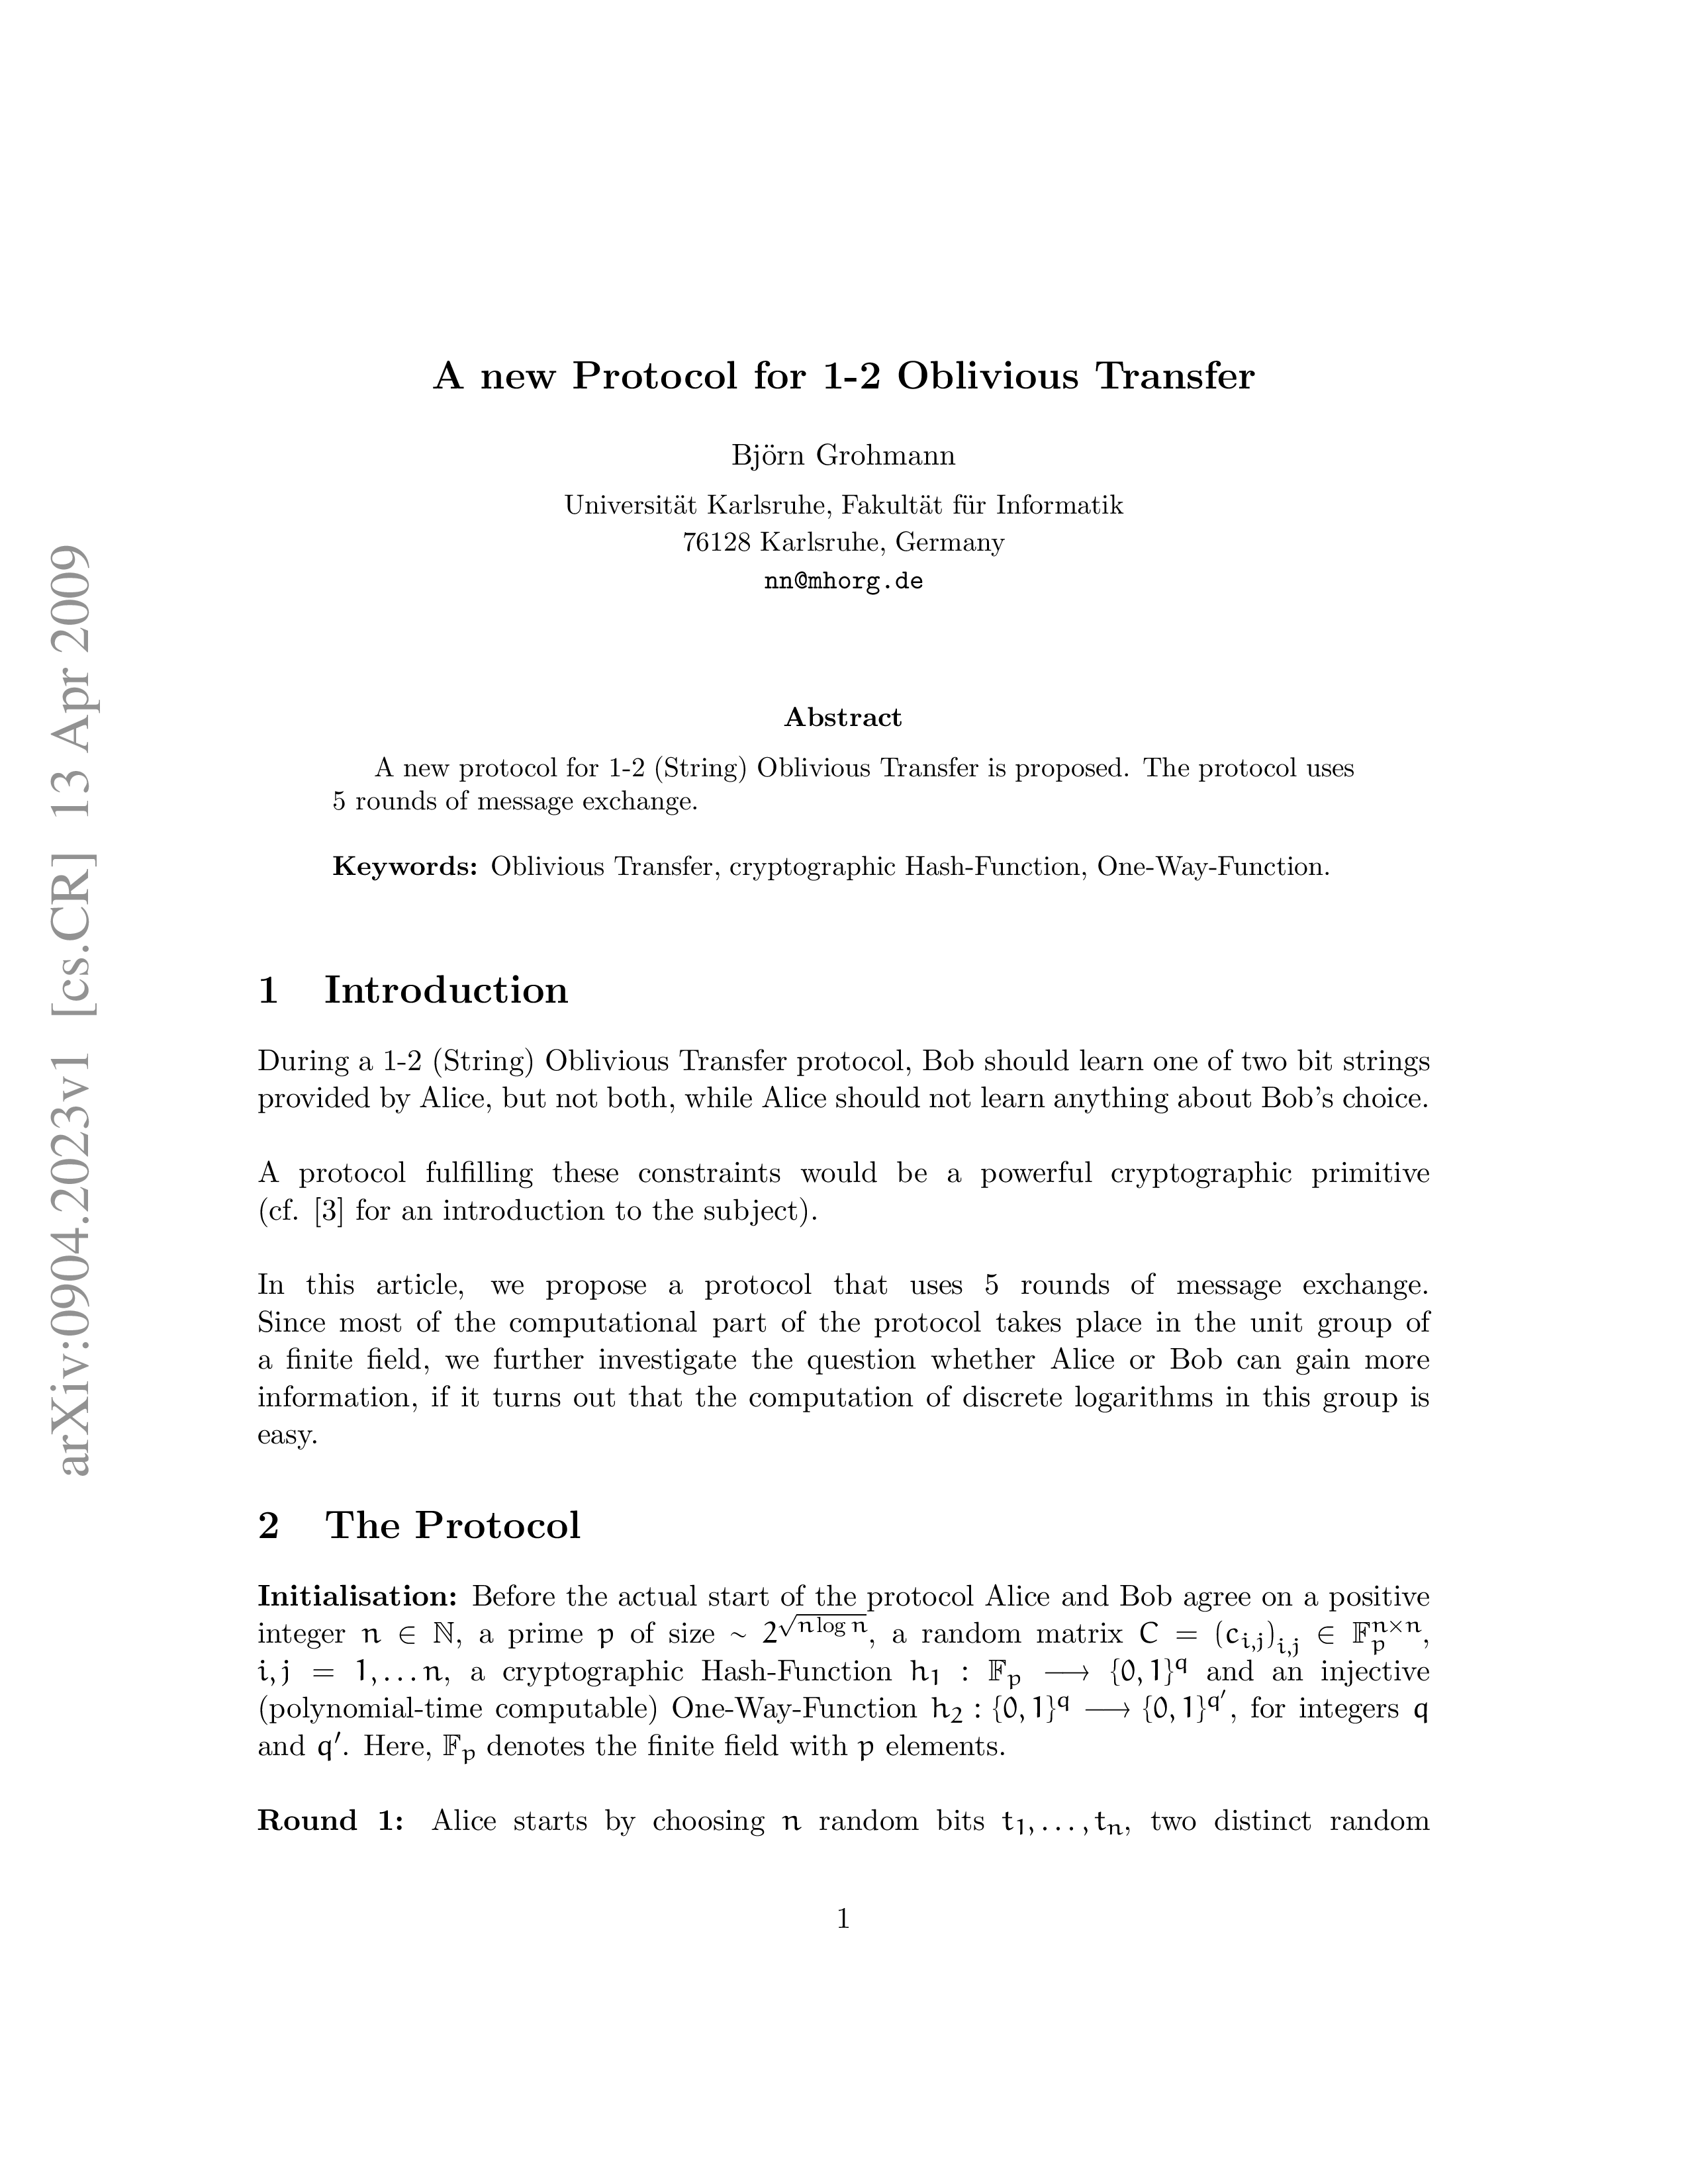 arXiv:0904.2023v1 [cs.CR] 13 Apr 2009
A new Protocol for 1-2 Oblivious Transfer
Björn Grohmann
Universität Karlsruhe, Fakultät für Informatik
76128 Karlsruhe, Germany
nn@mhorg.de
Abstract
A new protocol for 1-2 (String) Oblivious Transfer is proposed. The protocol uses
5 rounds of message exchange.
Keywords: Oblivious Transfer, cryptographic Hash-Function, One-Way-Function.
1 Introduction
During a 1-2 (String) Oblivious Transfer protocol, Bob should learn one of two bit strings
provided by Alice, but not both, while Alice should not learn anything about Bob's choice.
A protocol fulfilling these constraints would be a powerful cryptographic primitive
(cf. [3] for an introduction to the subject).
In this article, we propose a protocol that uses 5 rounds of message exchange.
Since most of the computational part of the protocol takes place in the unit group of
a finite field, we further investigate the question whether Alice or Bob can gain more
information, if it turns out that the computation of discrete logarithms in this group is
easy.
2 The Protocol
Initialisation: Before the actual start of the protocol Alice and Bob agree on a positive
integer $n \in \mathbb{N}$, a prime $p$ of size $\sim 2^{\sqrt{n \log n}}$, a random matrix $C = (c_{i,j})_{i,j} \in \mathbb{F}_p^{n \times n}$,
$i, j = 1, \ldots n$, a cryptographic Hash-Function $h_1 : \mathbb{F}_p \longrightarrow \{0, 1\}^q$ and an injective
(polynomial-time computable) One-Way-Function $h_2 : \{0, 1\}^q \longrightarrow \{0, 1\}^{q'}$, for integers $q$
and $q'$. Here, $\mathbb{F}_p$ denotes the finite field with $p$ elements.
Round 1: Alice starts by choosing $n$ random bits $t_1, \ldots, t_n$, two distinct random
1